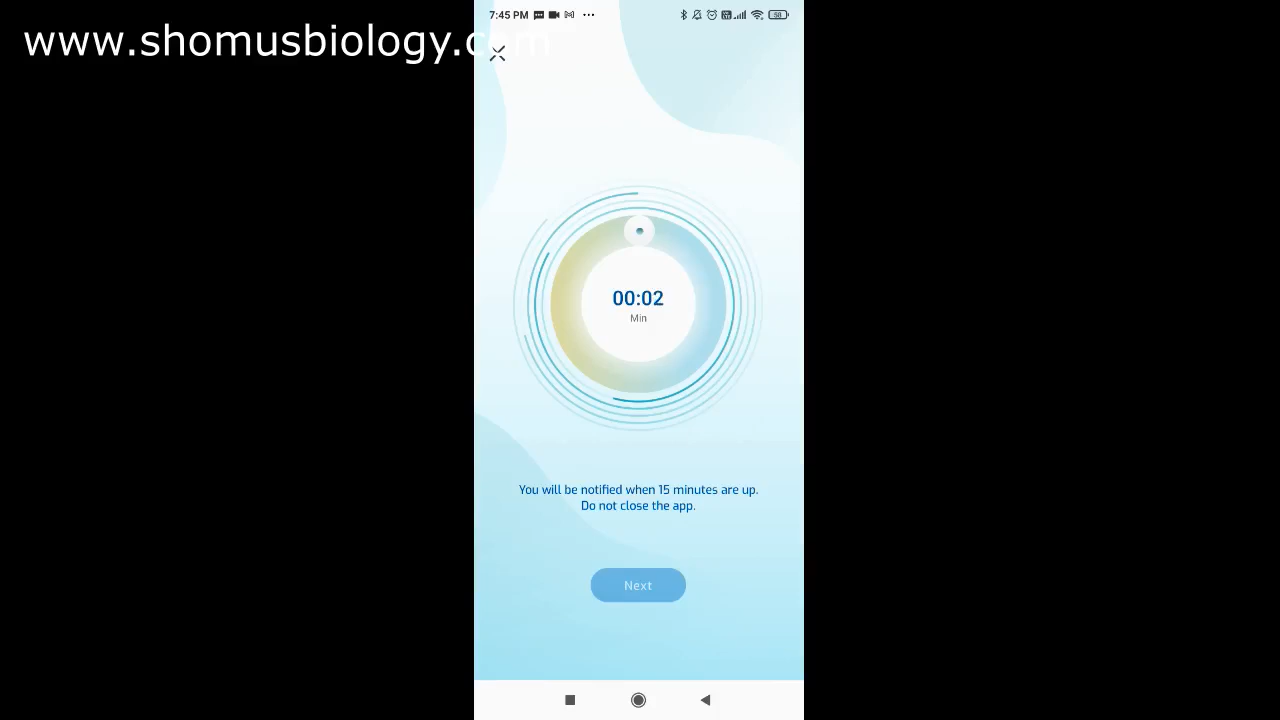 7:45 PM
58
www.shomusbiology.com
00:02
Min
You will be notified when 15 minutes are up.
Do not close the app.
Next